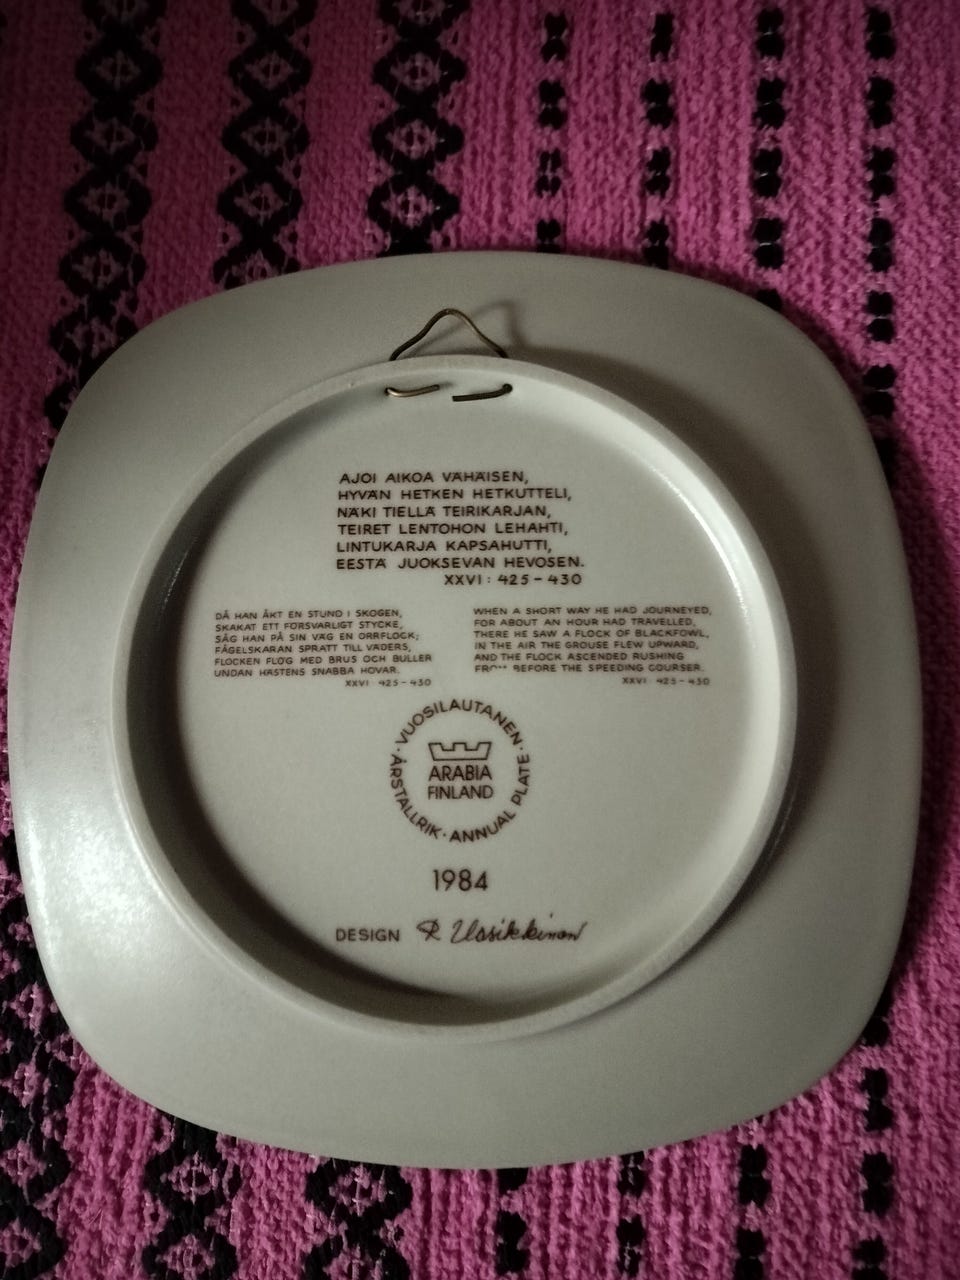 AJOI AIKOA VÄHÄISEN,
HYVÄN HETKEN HETKUTTELI,
NÄKI TIELLÄ TEIRIKARJAN,
TEIRET LENTOHON LEHAHTI,
LINTUKARJA KAPSAHUTTI,
EESTÄ JUOKSEVAN HEVOSEN.
XXVI : 425 - 430
DÅ HAN ÅKT EN STUND I SKOGEN,
SKAKAT ETT FÖRSVARLIGT STYCKE,
SÅG HAN PÅ SIN VÄG EN ORRFLOCK;
FÅGELSKARAN SPRATT TILL VÄDERS,
FLOCKEN FLÖG MED BRUS OCH BULLER
UNDAN HÄSTENS SNABBA HOVAR.
XXVI 425 - 430
WHEN A SHORT WAY HE HAD JOURNEYED,
FOR ABOUT AN HOUR HAD TRAVELLED,
THERE HE SAW A FLOCK OF BLACKFOWL,
IN THE AIR THE GROUSE FLEW UPWARD,
AND THE FLOCK ASCENDED RUSHING
FROM BEFORE THE SPEEDING COURSER.
XXVI 425 - 430
· VUOSILAUTANEN · ANNUAL PLATE · ÅRSTALLRIK
ARABIA
FINLAND
1984
DESIGN R Uosikkinen